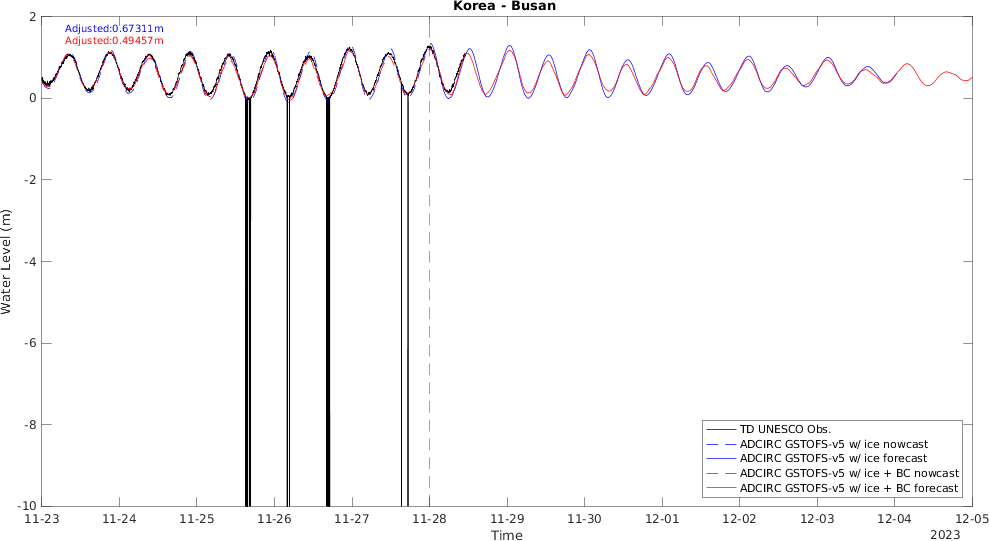 Korea - Busan
Adjusted:0.67311m
Adjusted:0.49457m
2
0
-2
-4
-6
-8
-10
Water Level (m)
TD UNESCO Obs.
ADCIRC GSTOFS-v5 w/ ice nowcast
ADCIRC GSTOFS-v5 w/ ice forecast
ADCIRC GSTOFS-v5 w/ ice + BC nowcast
ADCIRC GSTOFS-v5 w/ ice + BC forecast
11-23 11-24 11-25 11-26 11-27 11-28 11-29 11-30 12-01 12-02 12-03 12-04 12-05
Time
2023